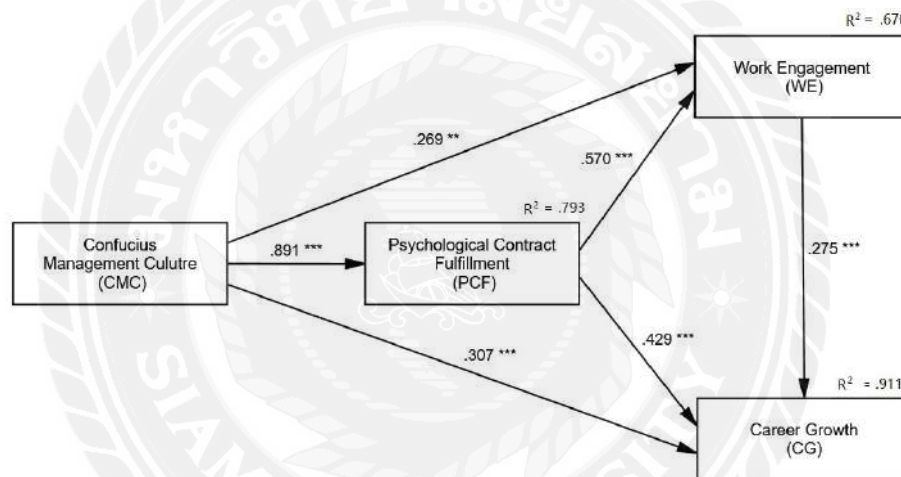 R² = .676
Work Engagement
(WE)
.269 **
.570 ***
R² = .793
Confucius
Management Culutre
(CMC)
.891 ***
Psychological Contract
Fulfillment
(PCF)
.275 ***
.307 ***
.429 ***
R² = .911
Career Growth
(CG)